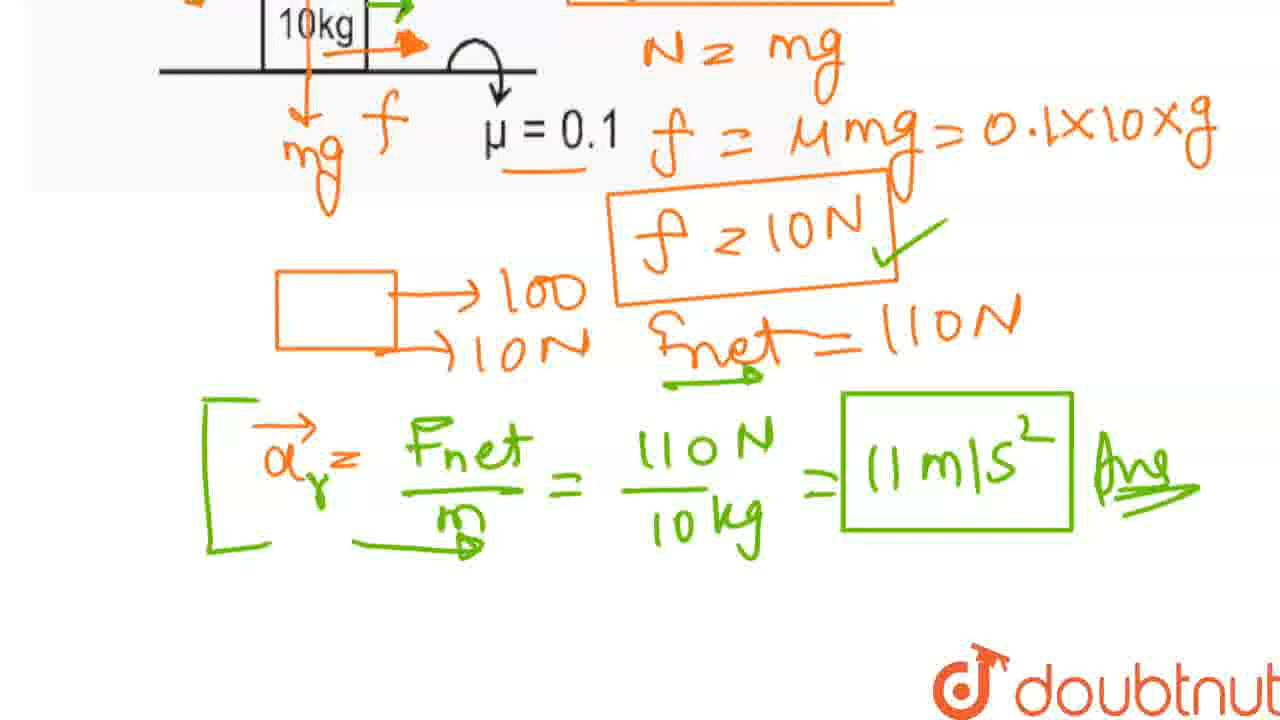 10kg
N = mg
f
mg
μ = 0.1
f = μmg = 0.1×10×g
f = 10N
100
10N
Fnet = 110N
a_r = Fnet/m = 110N/10kg = 11 m/s² Ans
doubtnut